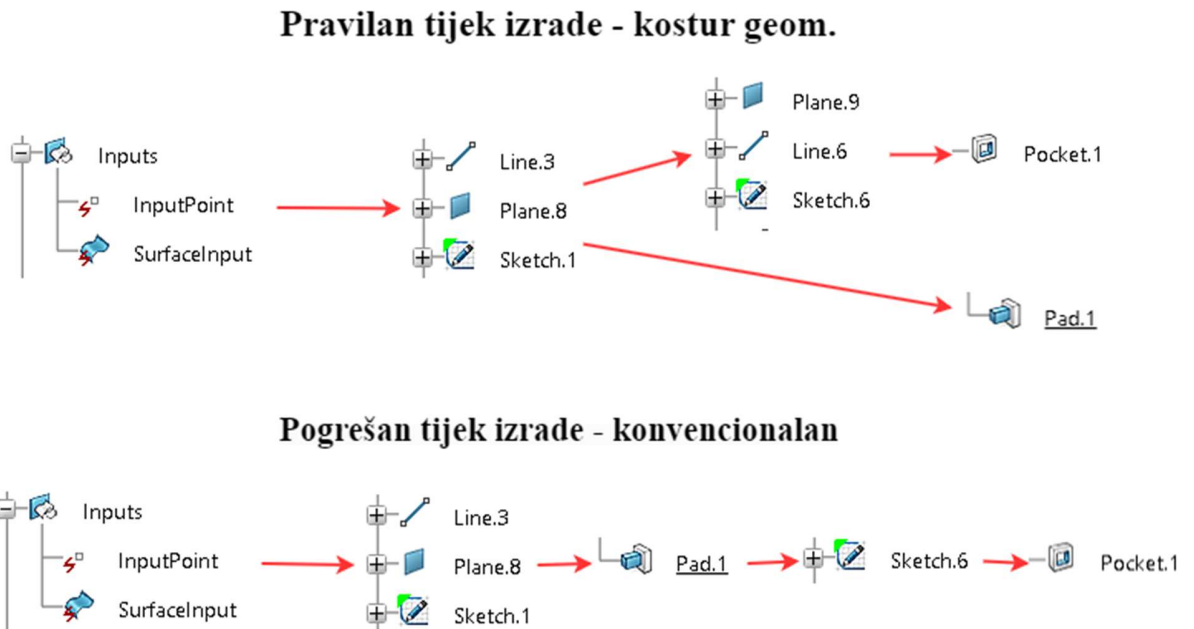 Pravilan tijek izrade - kostur geom.
Inputs
InputPoint
SurfaceInput
Line.3
Plane.8
Sketch.1
Plane.9
Line.6
Sketch.6
Pocket.1
Pad.1
Pogrešan tijek izrade - konvencionalan
Inputs
InputPoint
SurfaceInput
Line.3
Plane.8
Sketch.1
Pad.1
Sketch.6
Pocket.1